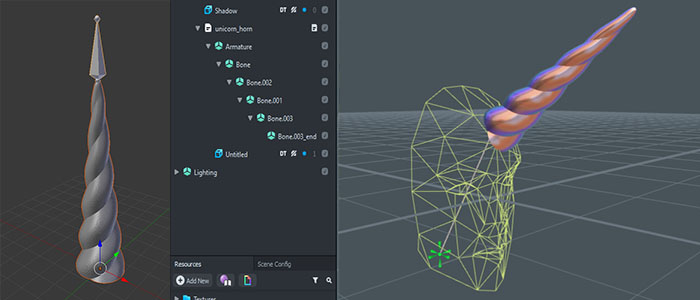 Shadow DT 0
unicorn_horn
Armature
Bone
Bone.002
Bone.001
Bone.003
Bone.003_end
Untitled DT 1
Lighting
Resources Scene Config
Add New
Textures